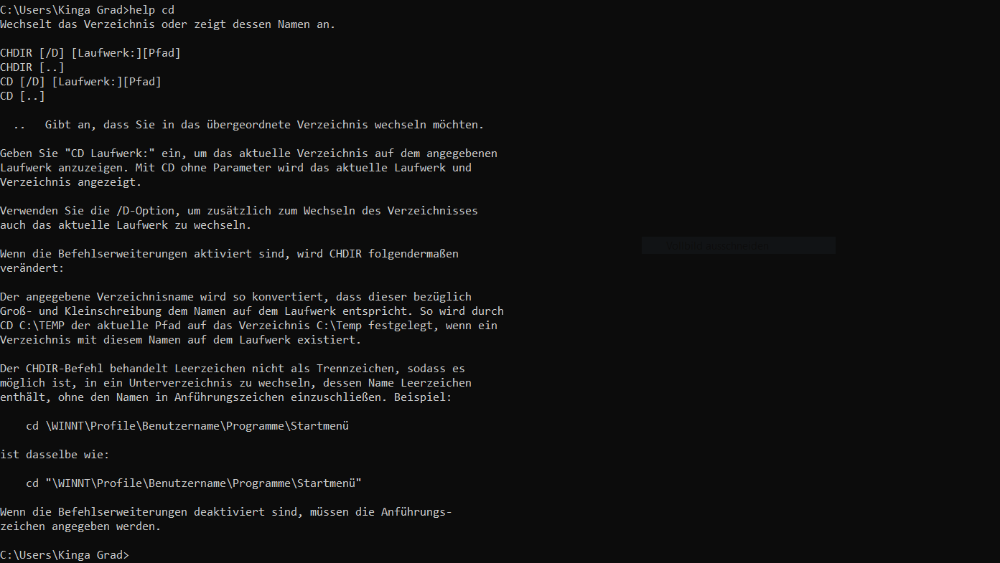 C:\Users\Kinga Grad>help cd
Wechselt das Verzeichnis oder zeigt dessen Namen an.
CHDIR [/D] [Laufwerk:][Pfad]
CHDIR [..]
CD [/D] [Laufwerk:][Pfad]
CD [..]
  ..   Gibt an, dass Sie in das übergeordnete Verzeichnis wechseln möchten.
Geben Sie "CD Laufwerk:" ein, um das aktuelle Verzeichnis auf dem angegebenen
Laufwerk anzuzeigen. Mit CD ohne Parameter wird das aktuelle Laufwerk und
Verzeichnis angezeigt.
Verwenden Sie die /D-Option, um zusätzlich zum Wechseln des Verzeichnisses
auch das aktuelle Laufwerk zu wechseln.
Vollbild ausschneiden
Wenn die Befehlserweiterungen aktiviert sind, wird CHDIR folgendermaßen
verändert:
Der angegebene Verzeichnisname wird so konvertiert, dass dieser bezüglich
Groß- und Kleinschreibung dem Namen auf dem Laufwerk entspricht. So wird durch
CD C:\TEMP der aktuelle Pfad auf das Verzeichnis C:\Temp festgelegt, wenn ein
Verzeichnis mit diesem Namen auf dem Laufwerk existiert.
Der CHDIR-Befehl behandelt Leerzeichen nicht als Trennzeichen, sodass es
möglich ist, in ein Unterverzeichnis zu wechseln, dessen Name Leerzeichen
enthält, ohne den Namen in Anführungszeichen einzuschließen. Beispiel:
    cd \WINNT\Profile\Benutzername\Programme\Startmenü
ist dasselbe wie:
    cd "\WINNT\Profile\Benutzername\Programme\Startmenü"
Wenn die Befehlserweiterungen deaktiviert sind, müssen die Anführungs-
zeichen angegeben werden.
C:\Users\Kinga Grad>